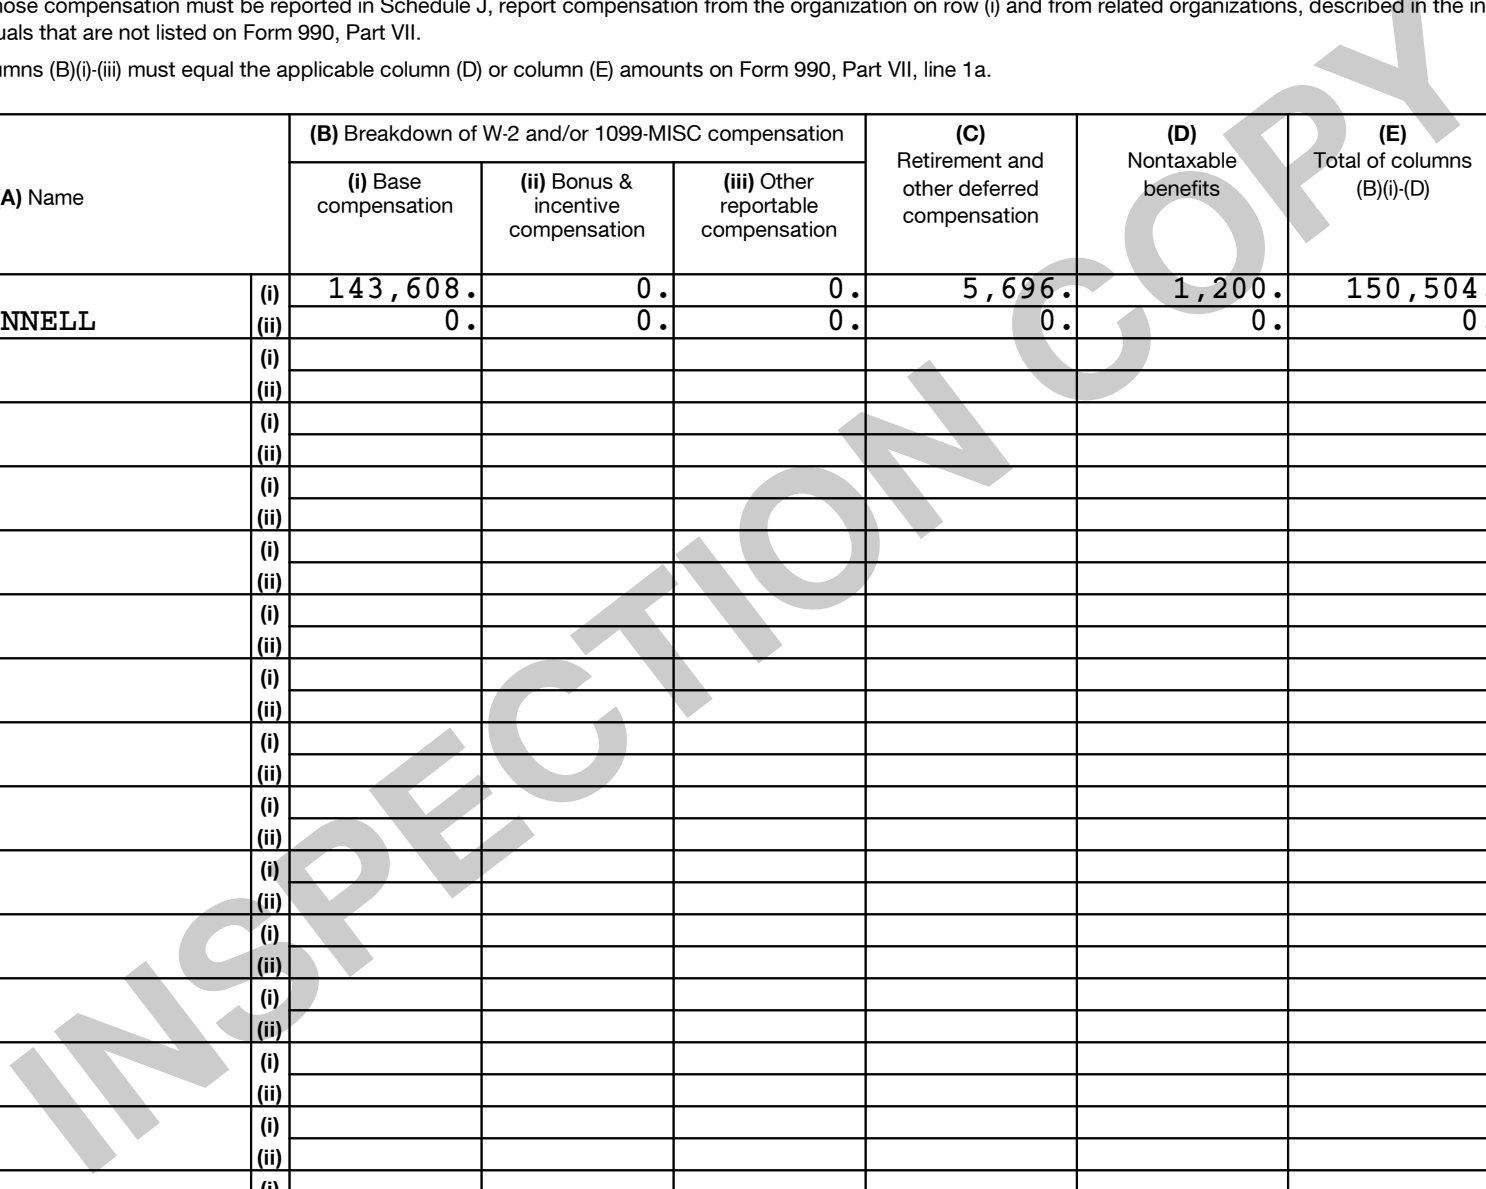 hose compensation must be reported in Schedule J, report compensation from the organization on row (i) and from related organizations, described in the in
uals that are not listed on Form 990, Part VII.
umns (B)(i)-(iii) must equal the applicable column (D) or column (E) amounts on Form 990, Part VII, line 1a.
(B) Breakdown of W-2 and/or 1099-MISC compensation
(C)
Retirement and
other deferred
compensation
(D)
Nontaxable
benefits
(E)
Total of columns
(B)(i)-(D)
A) Name
(i) Base
compensation
(ii) Bonus &
incentive
compensation
(iii) Other
reportable
compensation
(i) 143,608. 0. 0. 5,696. 1,200. 150,504.
NNELL (ii) 0. 0. 0. 0. 0. 0.
(i)
(ii)
(i)
(ii)
(i)
(ii)
(i)
(ii)
(i)
(ii)
(i)
(ii)
(i)
(ii)
(i)
(ii)
(i)
(ii)
(i)
(ii)
(i)
(ii)
(i)
(ii)
(i)
(ii)
(i)
INSPECTION COPY